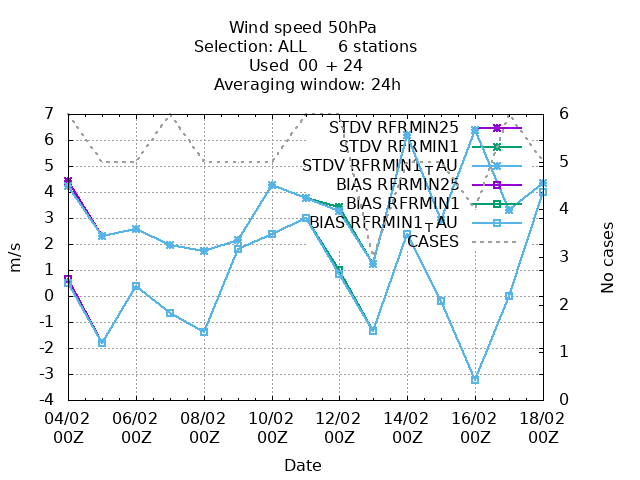 Wind speed 50hPa
Selection: ALL 6 stations
Used 00 + 24
Averaging window: 24h
STDV RFRMIN25
STDV RFRMIN1
STDV RFRMIN1_TAU
BIAS RFRMIN25
BIAS RFRMIN1
BIAS RFRMIN1_TAU
CASES
m/s
7
6
5
4
3
2
1
0
-1
-2
-3
-4
No cases
6
5
4
3
2
1
0
04/02 06/02 08/02 10/02 12/02 14/02 16/02 18/02
00Z 00Z 00Z 00Z 00Z 00Z 00Z 00Z
Date